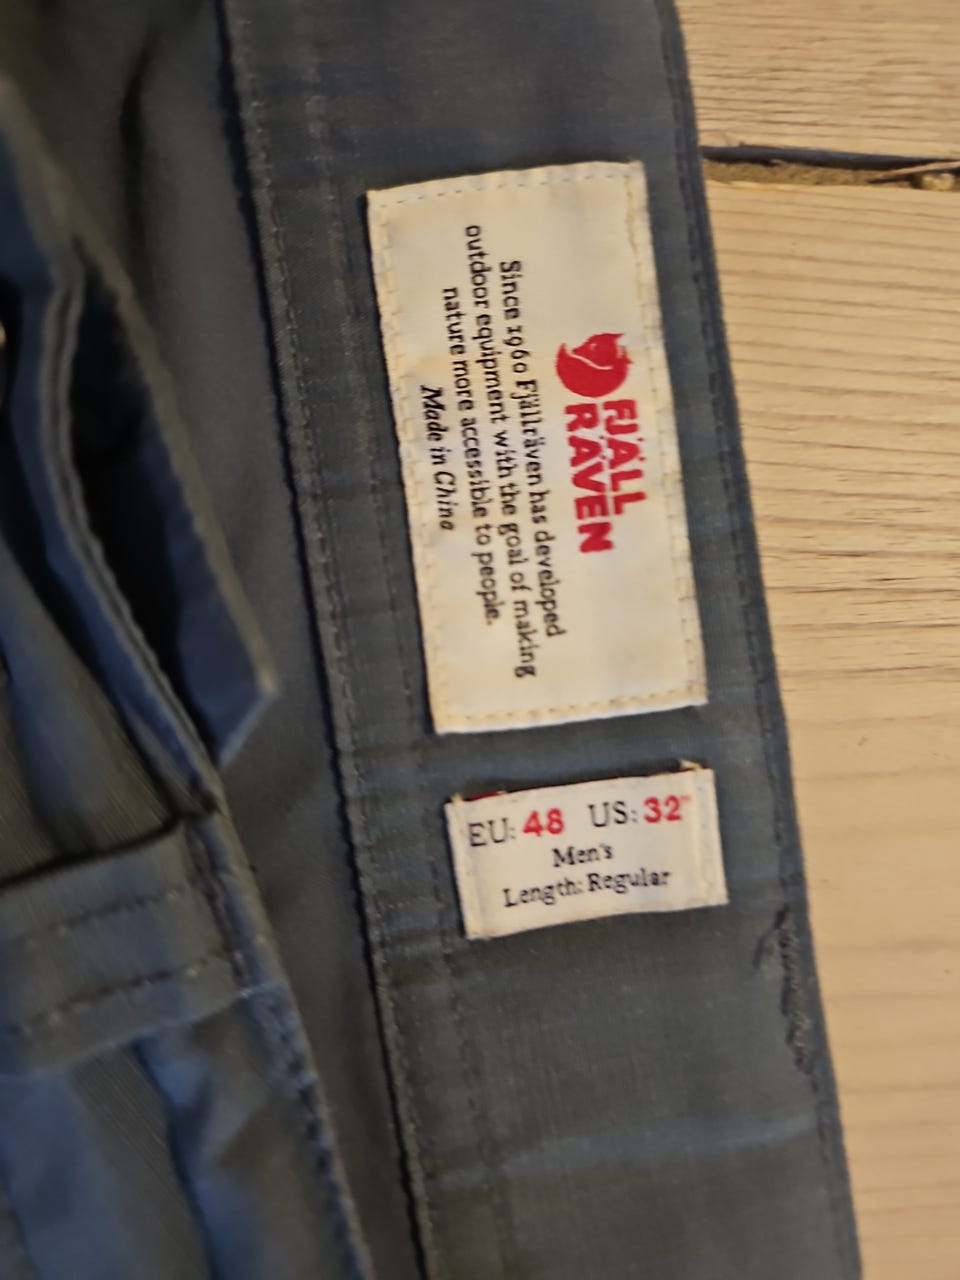 FJÄLL
RÄVEN
Since 1960 Fjällräven has developed
outdoor equipment with the goal of making
nature more accessible to people.
Made in China
EU: 48 US: 32"
Men's
Length: Regular